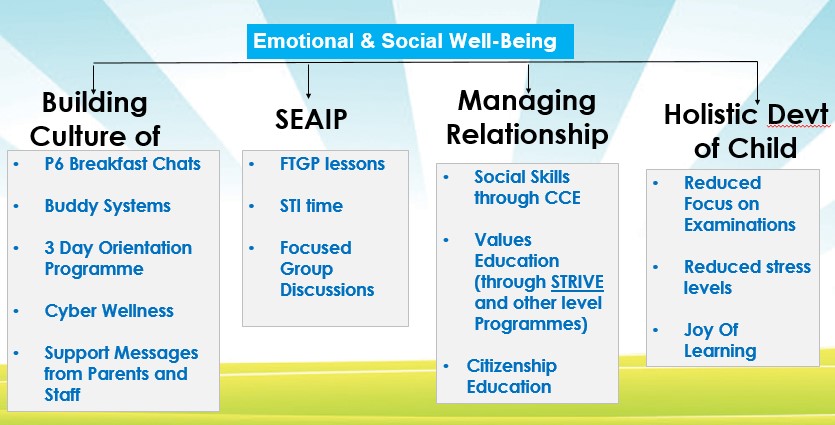 Emotional & Social Well-Being
Building
Culture of
• P6 Breakfast Chats
• Buddy Systems
• 3 Day Orientation
Programme
• Cyber Wellness
• Support Messages
from Parents and
Staff
SEAIP
• FTGP lessons
• STI time
• Focused
Group
Discussions
Managing
Relationship
• Social Skills
through CCE
• Values
Education
(through STRIVE
and other level
Programmes)
• Citizenship
Education
Holistic Devt
of Child
• Reduced
Focus on
Examinations
• Reduced stress
levels
• Joy Of
Learning